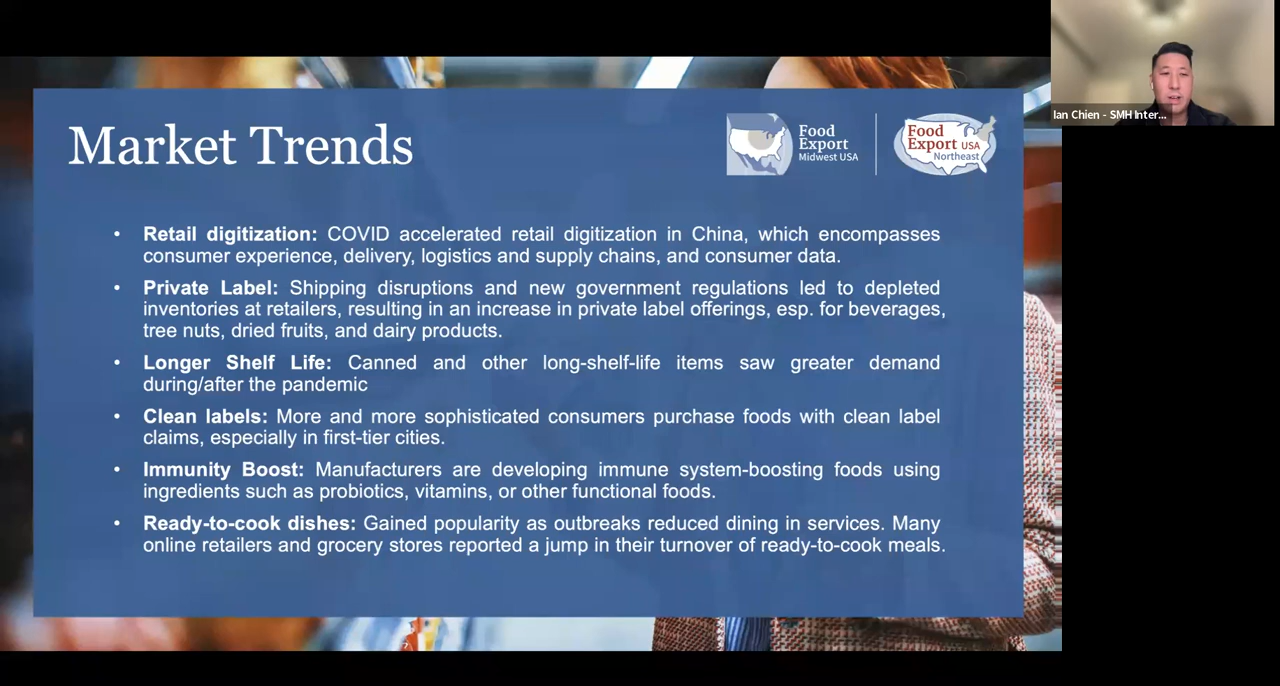 Ian Chien - SMH Inter...
Market Trends
Food
Export
Midwest USA
Food
Export USA
Northeast
• Retail digitization: COVID accelerated retail digitization in China, which encompasses
consumer experience, delivery, logistics and supply chains, and consumer data.
• Private Label: Shipping disruptions and new government regulations led to depleted
inventories at retailers, resulting in an increase in private label offerings, esp. for beverages,
tree nuts, dried fruits, and dairy products.
• Longer Shelf Life: Canned and other long-shelf-life items saw greater demand
during/after the pandemic
• Clean labels: More and more sophisticated consumers purchase foods with clean label
claims, especially in first-tier cities.
• Immunity Boost: Manufacturers are developing immune system-boosting foods using
ingredients such as probiotics, vitamins, or other functional foods.
• Ready-to-cook dishes: Gained popularity as outbreaks reduced dining in services. Many
online retailers and grocery stores reported a jump in their turnover of ready-to-cook meals.